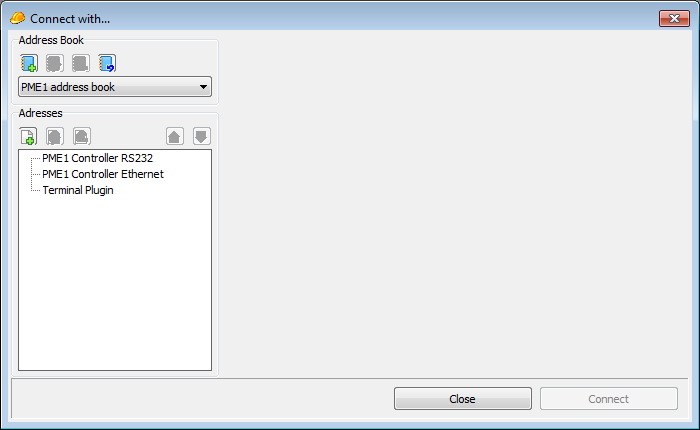 Connect with...
Address Book
PME1 address book
Adresses
PME1 Controller RS232
PME1 Controller Ethernet
Terminal Plugin
Close
Connect